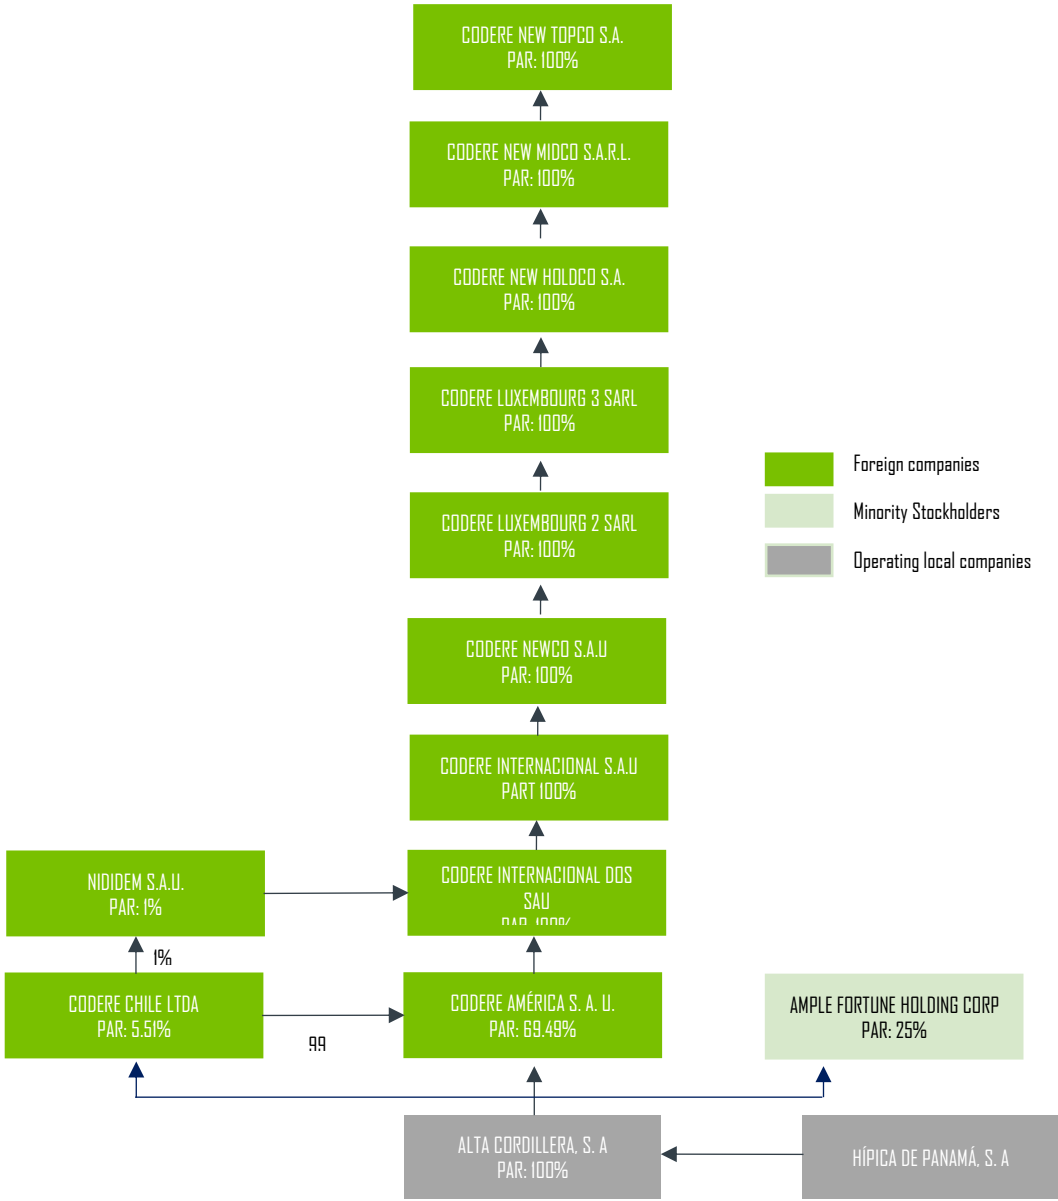 CODERE NEW TOPCO S.A.
PAR: 100%
CODERE NEW MIDCO S.A.R.L.
PAR: 100%
CODERE NEW HOLDCO S.A.
PAR: 100%
CODERE LUXEMBOURG 3 SARL
PAR: 100%
Foreign companies
Minority Stockholders
Operating local companies
CODERE LUXEMBOURG 2 SARL
PAR: 100%
CODERE NEWCO S.A.U
PAR: 100%
CODERE INTERNACIONAL S.A.U
PART 100%
NIDIDEM S.A.U.
PAR: 1%
CODERE INTERNACIONAL DOS
SAU
PAR: 100%
1%
CODERE CHILE LTDA
PAR: 5.51%
99
CODERE AMÉRICA S. A. U.
PAR: 69.49%
AMPLE FORTUNE HOLDING CORP
PAR: 25%
ALTA CORDILLERA, S. A
PAR: 100%
HÍPICA DE PANAMÁ, S. A